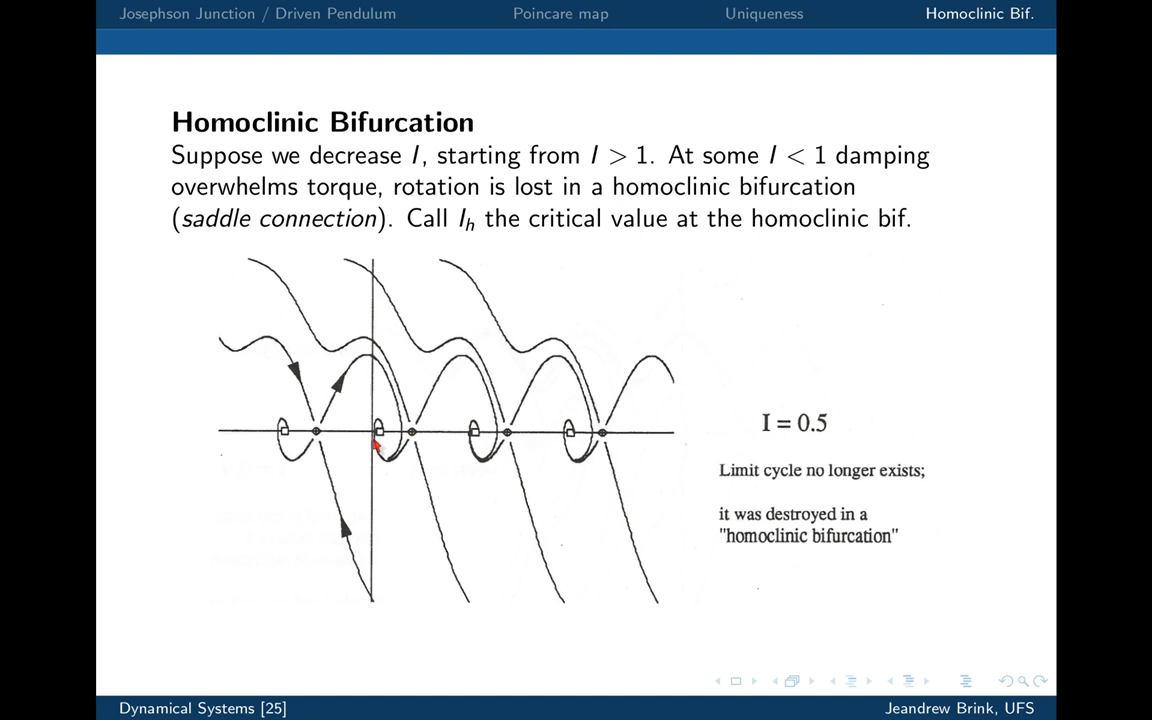 Josephson Junction / Driven Pendulum Poincare map Uniqueness Homoclinic Bif.
Homoclinic Bifurcation
Suppose we decrease I, starting from I > 1. At some I < 1 damping
overwhelms torque, rotation is lost in a homoclinic bifurcation
(saddle connection). Call I_h the critical value at the homoclinic bif.
I = 0.5
Limit cycle no longer exists;
it was destroyed in a
"homoclinic bifurcation"
Dynamical Systems [25] Jeandrew Brink, UFS